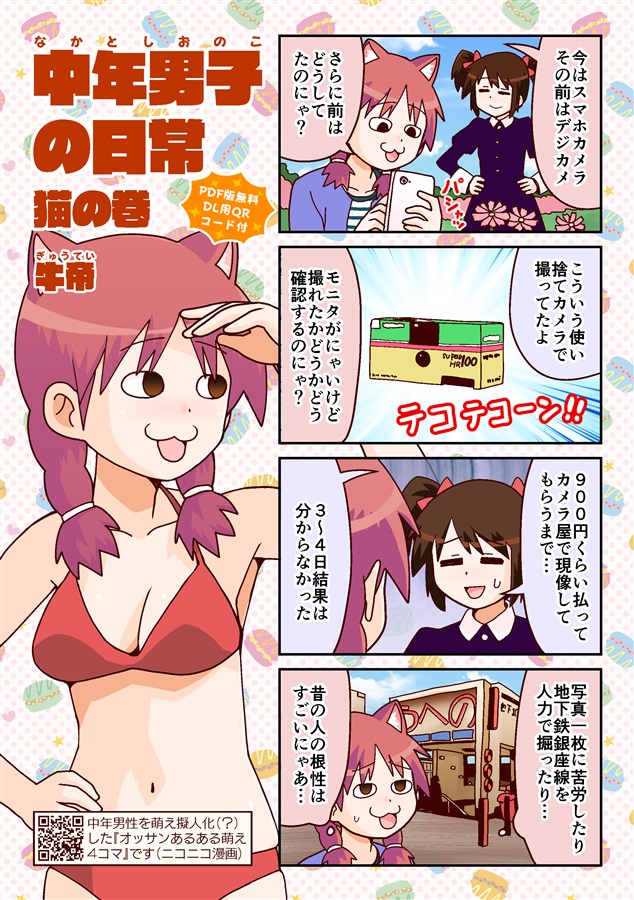 なかとしおのこ
中年男子
の日常
猫の巻
PDF版無料
DL用QR
コード付
ぎゅうてい
牛帝
今はスマホカメラ
その前はデジカメ
さらに前は
どうして
たのにゃ？
パシャッ
こういう使い
捨てカメラで
撮ってたよ
SUPER
HR100
モニタがにゃいけど
撮れたかどうかどう
確認するのにゃ？
テコテコーン!!
900円くらい払って
カメラ屋で現像して
もらうまで…
3～4日結果は
分からなかった
写真一枚に苦労したり
地下鉄銀座線を
人力で掘ったり…
らへの
昔の人の根性は
すごいにゃあ…
中年男性を萌え擬人化(?)
した『オッサンあるある萌え
4コマ』です(ニコニコ漫画)